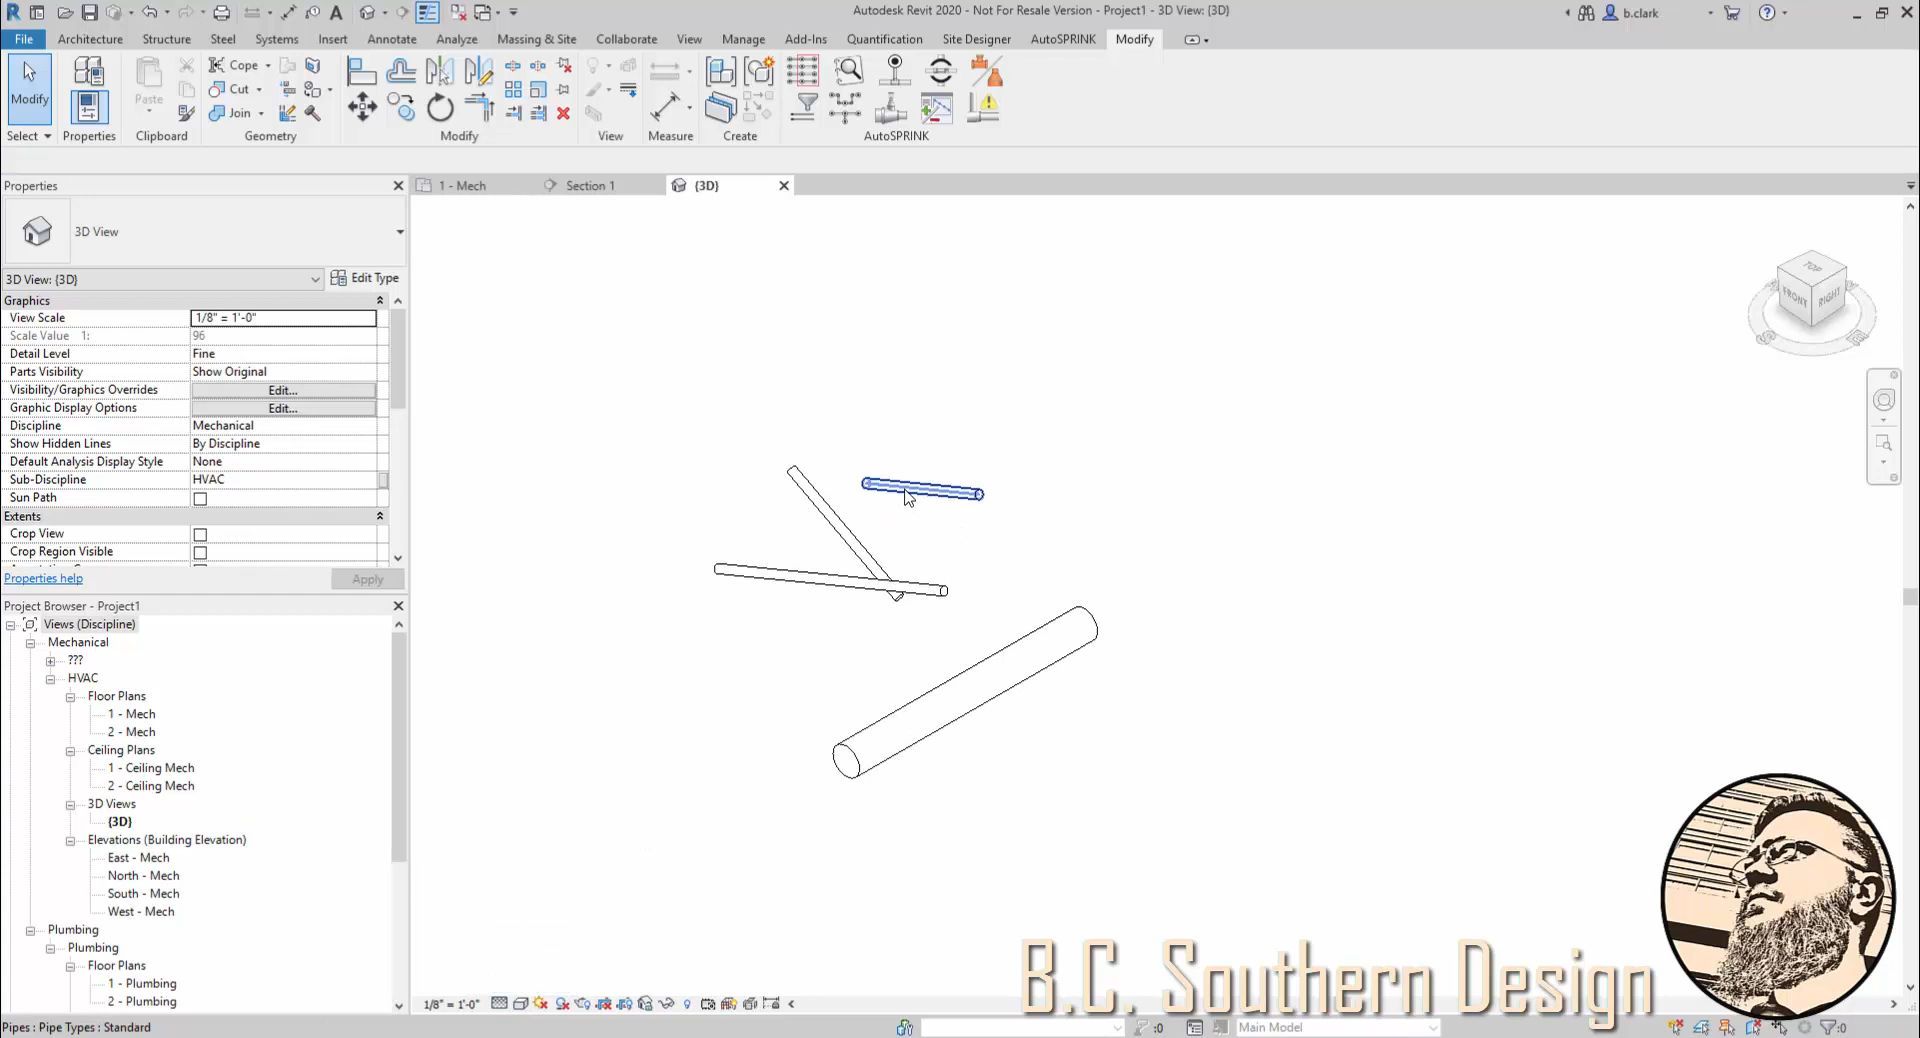 Autodesk Revit 2020 - Not For Resale Version - Project1 - 3D View: {3D}
b.clark
File Architecture Structure Steel Systems Insert Annotate Analyze Massing & Site Collaborate View Manage Add-Ins Quantification Site Designer AutoSPRINK Modify
Modify
Paste
Cope
Cut
Join
Select Properties Clipboard Geometry Modify View Measure Create AutoSPRINK
Properties
1 - Mech
Section 1
{3D}
3D View
3D View: {3D}
Edit Type
Graphics
View Scale 1/8" = 1'-0"
Scale Value 1: 96
Detail Level Fine
Parts Visibility Show Original
Visibility/Graphics Overrides Edit...
Graphic Display Options Edit...
Discipline Mechanical
Show Hidden Lines By Discipline
Default Analysis Display Style None
Sub-Discipline HVAC
Sun Path
Extents
Crop View
Crop Region Visible
Properties help
Apply
Project Browser - Project1
Views (Discipline)
Mechanical
???
HVAC
Floor Plans
1 - Mech
2 - Mech
Ceiling Plans
1 - Ceiling Mech
2 - Ceiling Mech
3D Views
{3D}
Elevations (Building Elevation)
East - Mech
North - Mech
South - Mech
West - Mech
Plumbing
Plumbing
Floor Plans
1 - Plumbing
2 - Plumbing
TOP
FRONT
RIGHT
B.C. Southern Design
1/8" = 1'-0"
Pipes : Pipe Types : Standard
:0
Main Model
:0